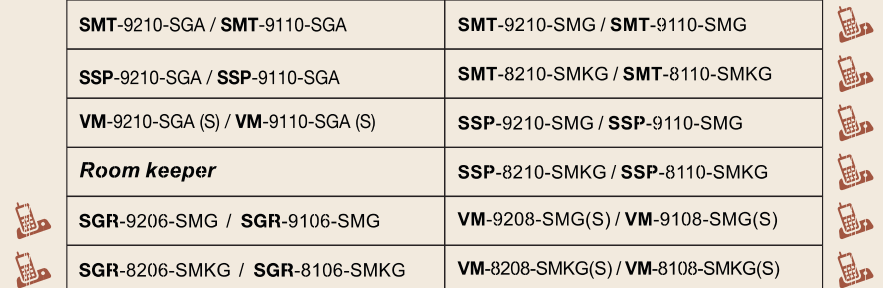 SMT-9210-SGA / SMT-9110-SGA
SSP-9210-SGA / SSP-9110-SGA
VM-9210-SGA (S) / VM-9110-SGA (S)
Room keeper
SGR-9206-SMG / SGR-9106-SMG
SGR-8206-SMKG / SGR-8106-SMKG
SMT-9210-SMG / SMT-9110-SMG
SMT-8210-SMKG / SMT-8110-SMKG
SSP-9210-SMG / SSP-9110-SMG
SSP-8210-SMKG / SSP-8110-SMKG
VM-9208-SMG(S) / VM-9108-SMG(S)
VM-8208-SMKG(S) / VM-8108-SMKG(S)